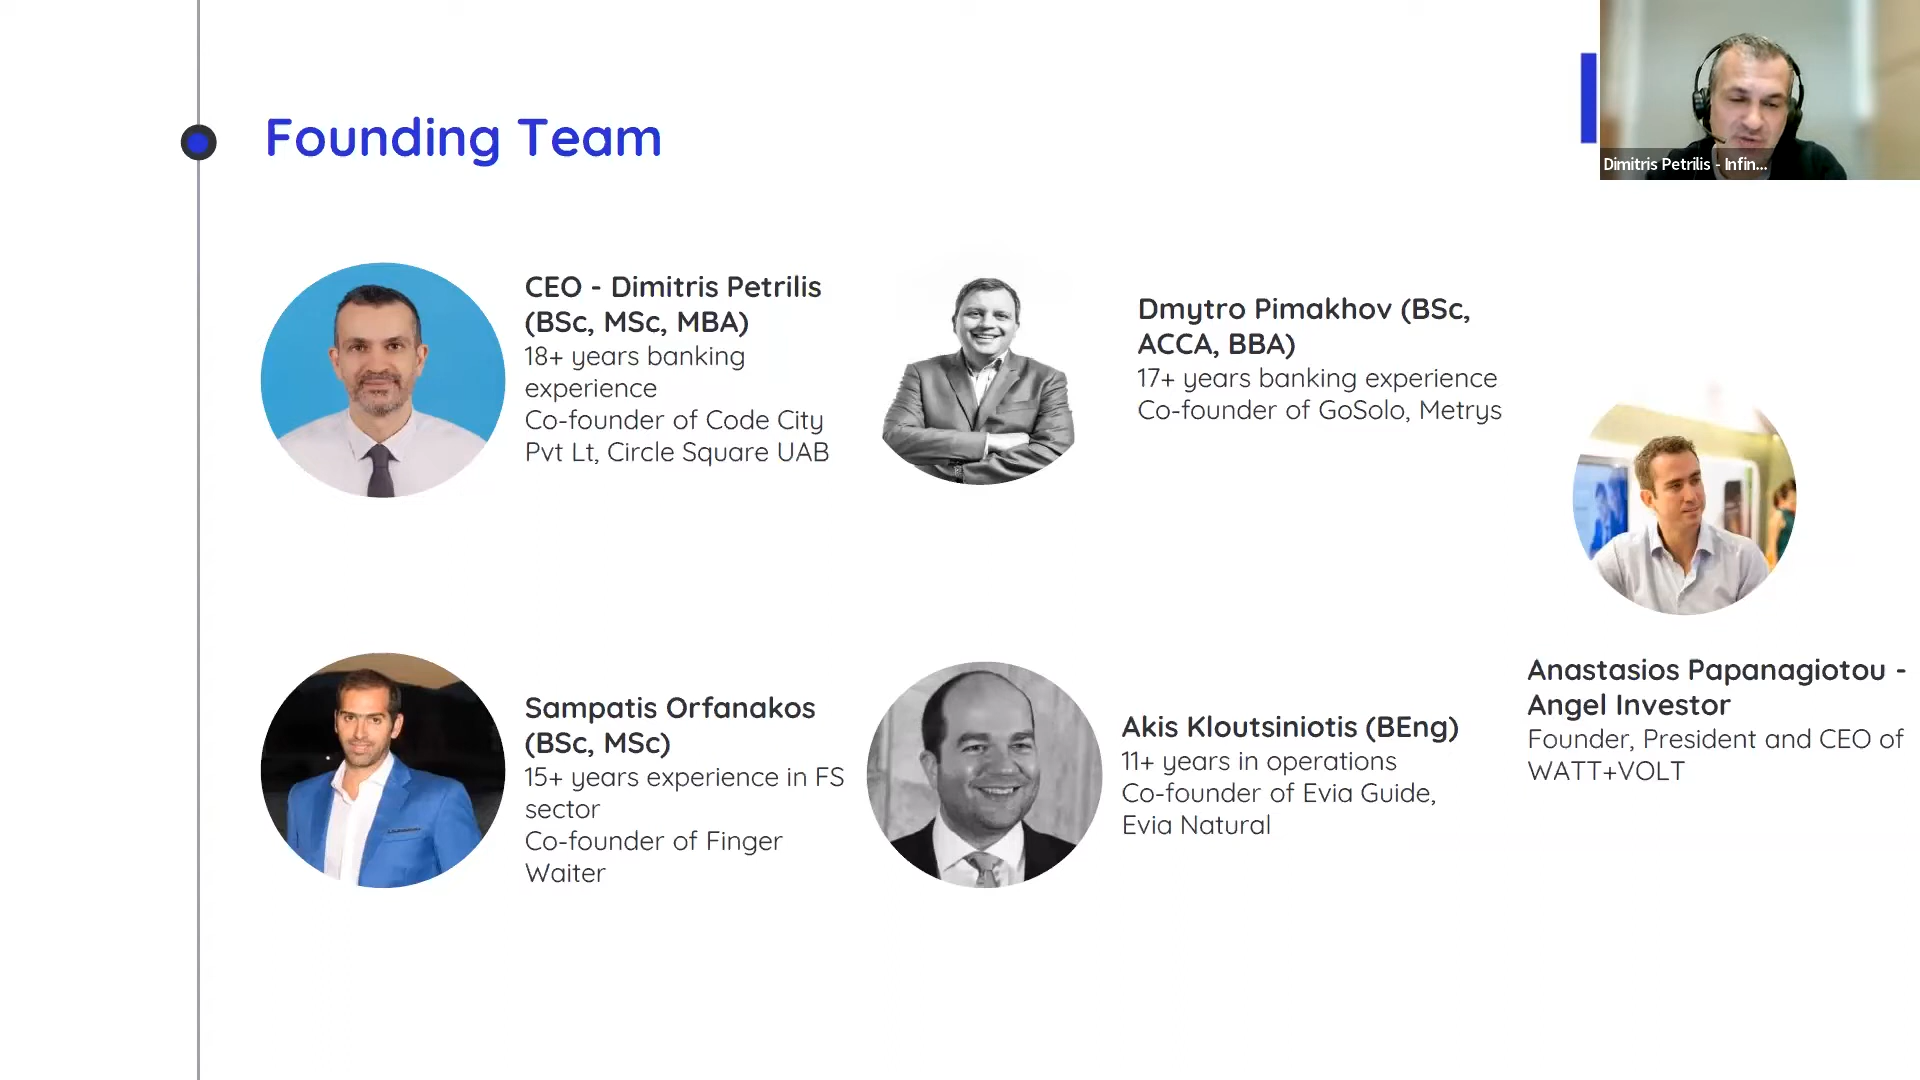 Founding Team
Dimitris Petrilis - Infin...
CEO - Dimitris Petrilis
(BSc, MSc, MBA)
18+ years banking
experience
Co-founder of Code City
Pvt Lt, Circle Square UAB
Dmytro Pimakhov (BSc,
ACCA, BBA)
17+ years banking experience
Co-founder of GoSolo, Metrys
Sampatis Orfanakos
(BSc, MSc)
15+ years experience in FS
sector
Co-founder of Finger
Waiter
Akis Kloutsiniotis (BEng)
11+ years in operations
Co-founder of Evia Guide,
Evia Natural
Anastasios Papanagiotou -
Angel Investor
Founder, President and CEO of
WATT+VOLT